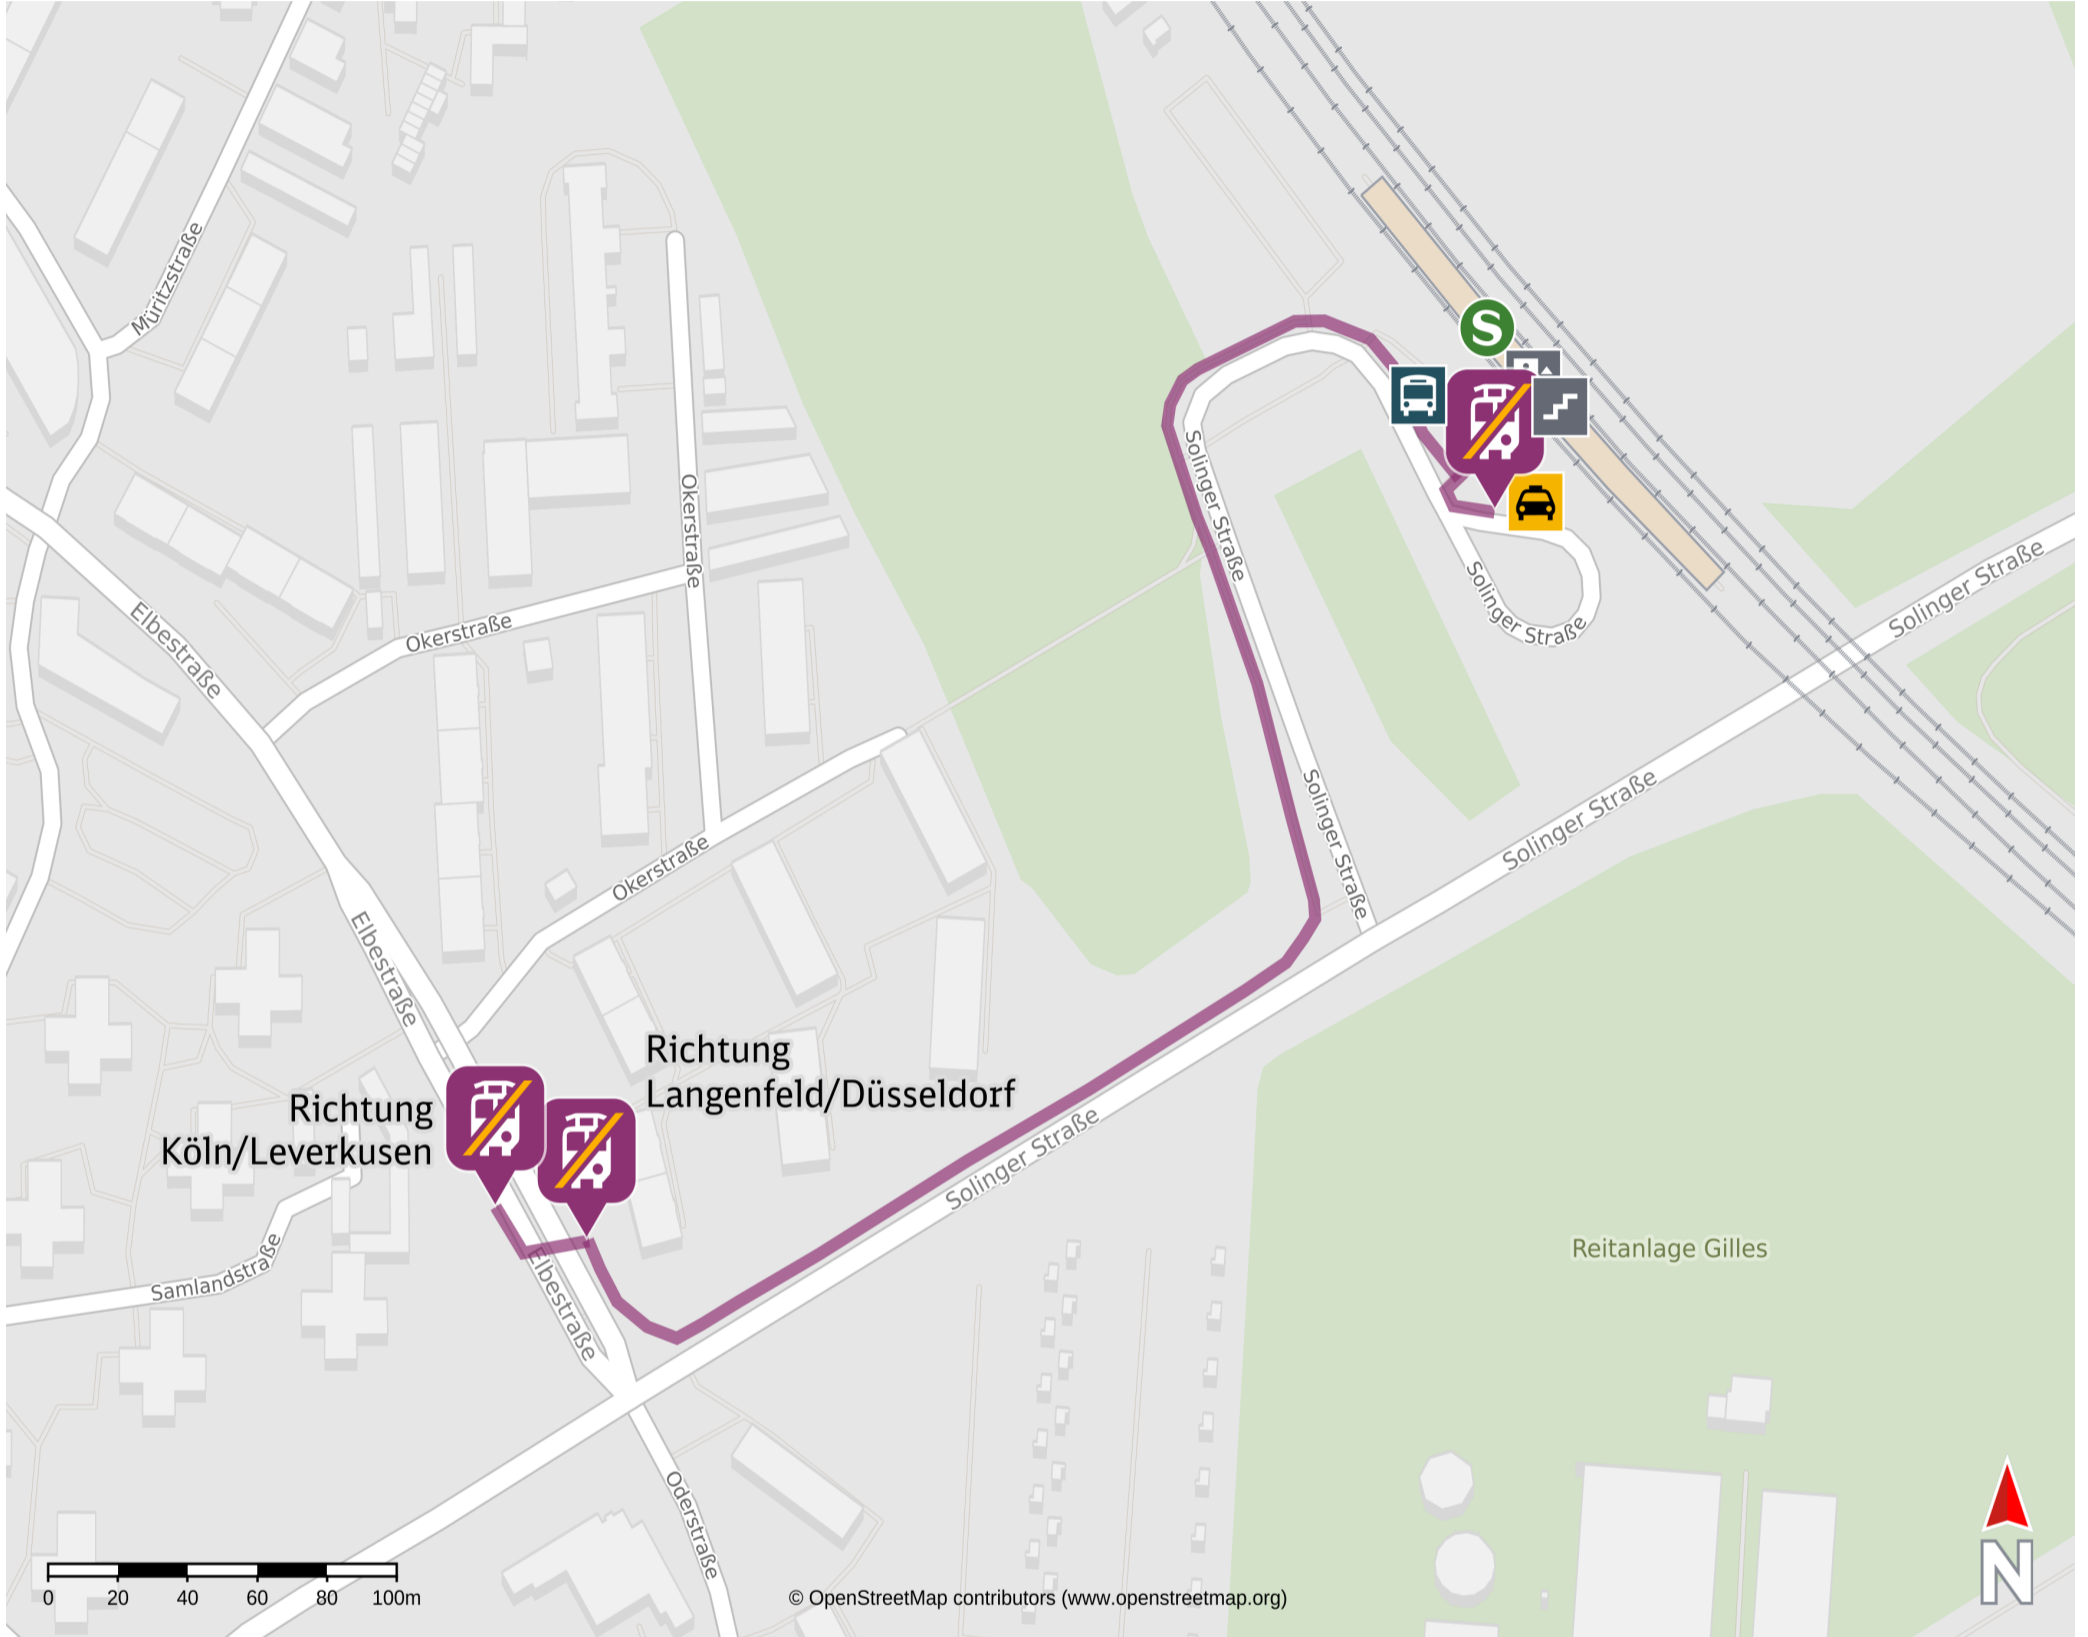 Müritzstraße
S
Okerstraße
Solinger Straße
Solinger Straße
Elbestraße
Okerstraße
Solinger Straße
Solinger Straße
Solinger Straße
Okerstraße
Elbestraße
Richtung
Langenfeld/Düsseldorf
Richtung
Köln/Leverkusen
Solinger Straße
Samlandstraße
Elbestraße
Reitanlage Gilles
Oderstraße
N
0 20 40 60 80 100m
© OpenStreetMap contributors (www.openstreetmap.org)